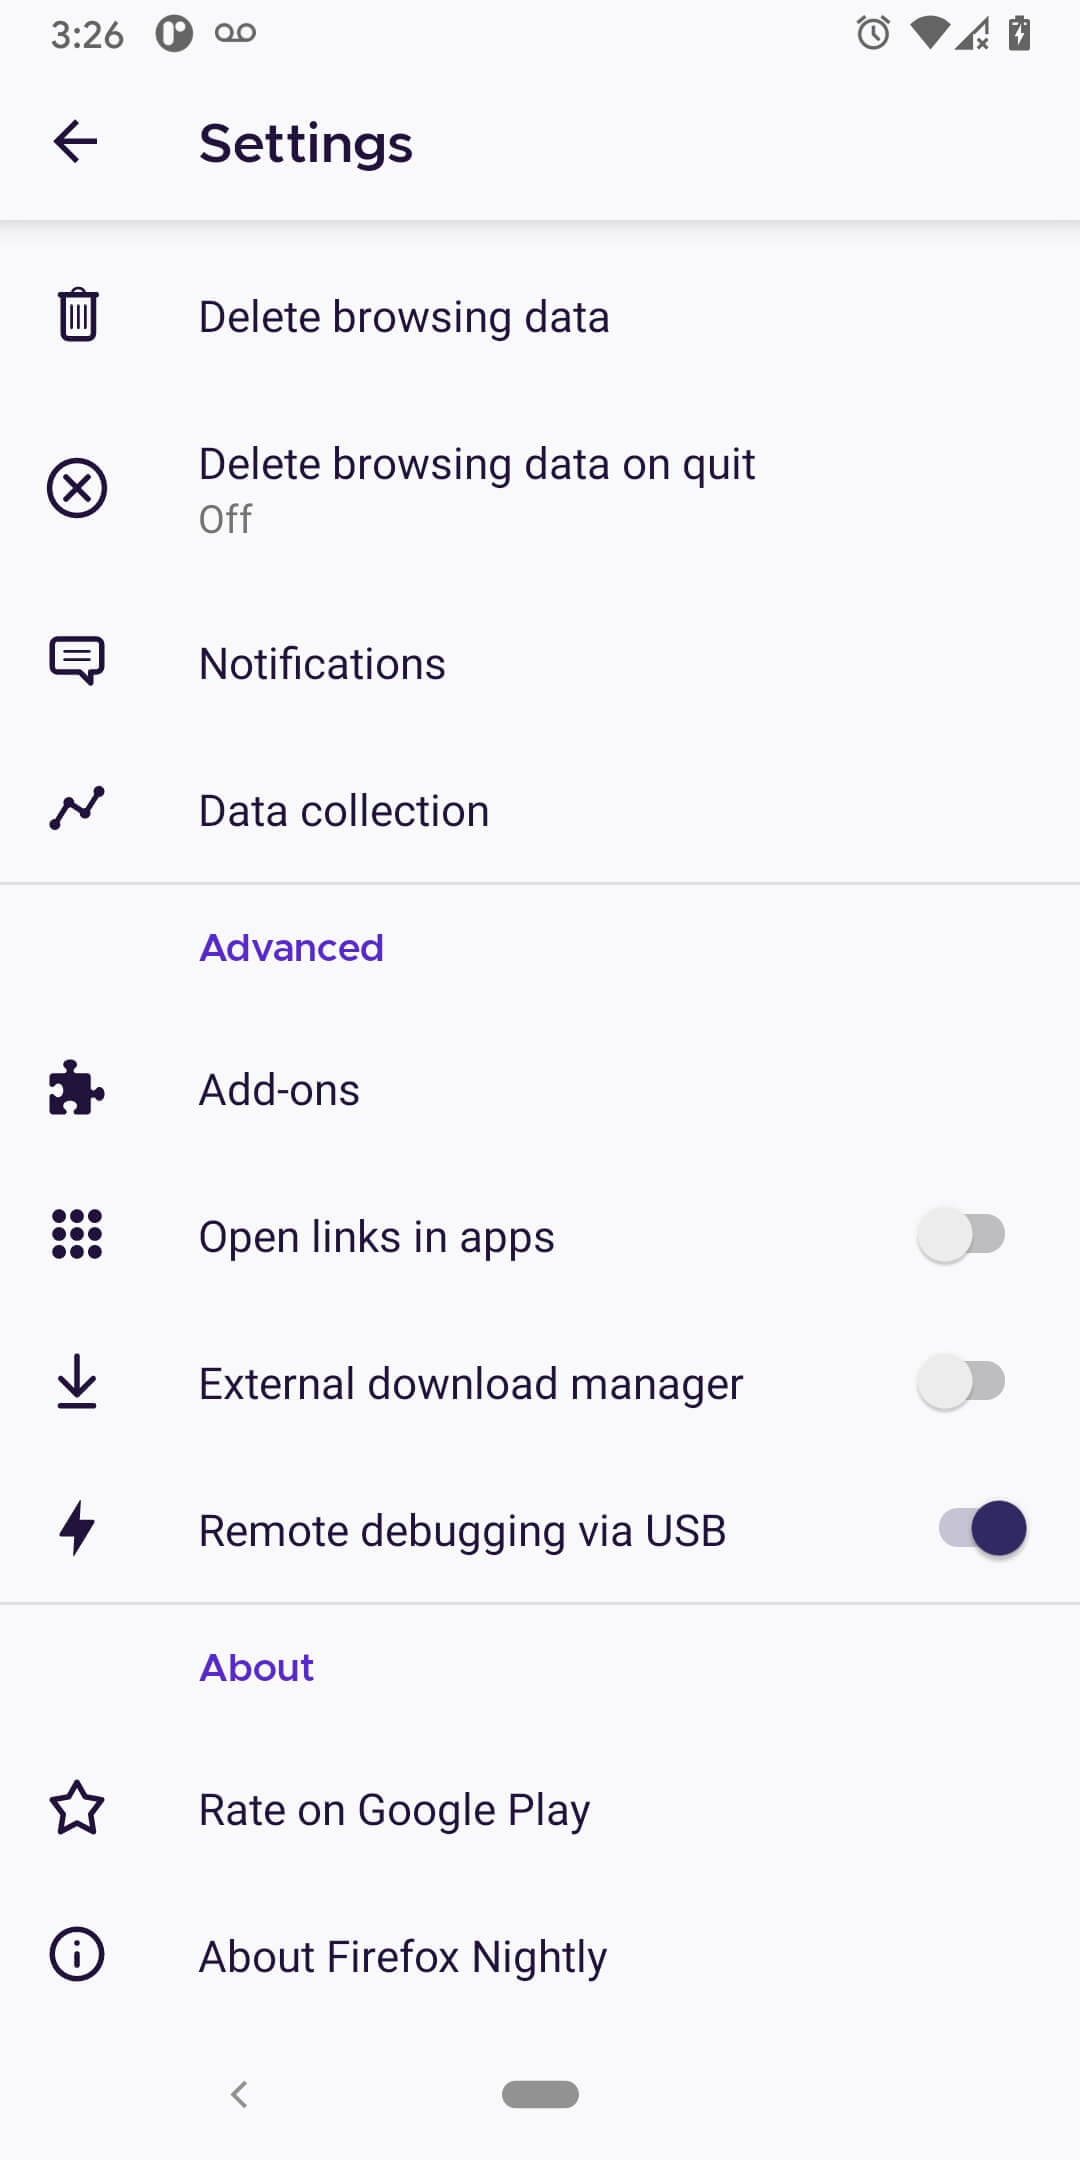 3:26
Settings
Delete browsing data
Delete browsing data on quit
Off
Notifications
Data collection
Advanced
Add-ons
Open links in apps
External download manager
Remote debugging via USB
About
Rate on Google Play
About Firefox Nightly